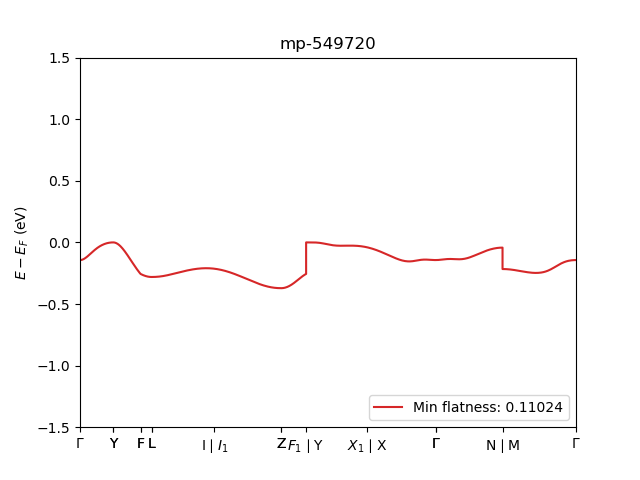 mp-549720
1.5
1.0
0.5
0.0
−0.5
−1.0
−1.5
E − E_F (eV)
Min flatness: 0.11024
Γ Y F L I | I₁ Z F₁ | Y X₁ | X Γ N | M Γ